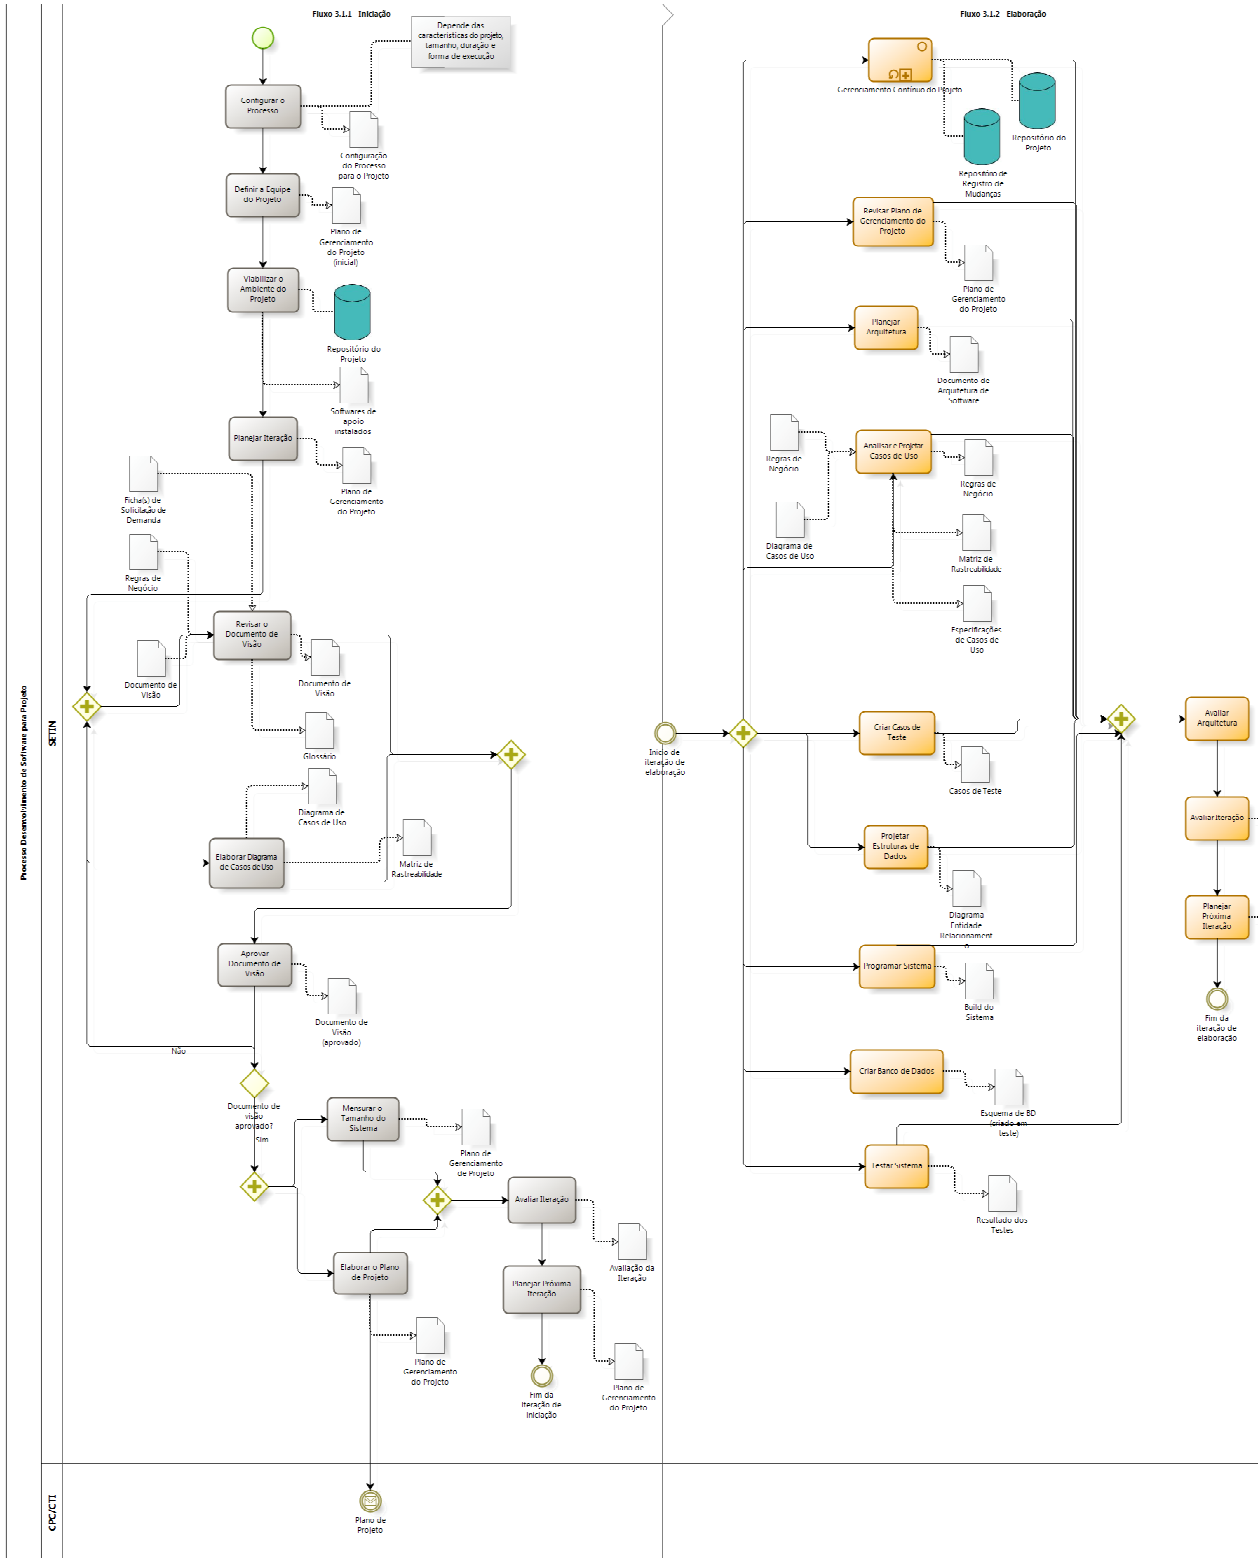 Processo Desenvolvimento de Software para Projeto
SETIN
CPC/CTI
Fluxo 3.1.1 Iniciação
Depende das
características do projeto,
tamanho, duração e
forma de execução
Configurar o
Processo
Configuração
do Processo
para o Projeto
Definir a Equipe
do Projeto
Plano de
Gerenciamento
do Projeto
(inicial)
Viabilizar o
Ambiente do
Projeto
Repositório do
Projeto
Softwares de
apoio
instalados
Planejar Iteração
Plano de
Gerenciamento
do Projeto
Ficha(s) de
Solicitação de
Demanda
Regras de
Negócio
Revisar o
Documento de
Visão
Documento de
Visão
Documento de
Visão
Glossário
Diagrama de
Casos de Uso
Elaborar Diagrama
de Casos de Uso
Matriz de
Rastreabilidade
Aprovar
Documento de
Visão
Documento de
Visão
(aprovado)
Não
Documento de
visão
aprovado?
Sim
Mensurar o
Tamanho do
Sistema
Plano de
Gerenciamento
de Projeto
Avaliar Iteração
Avaliação da
Iteração
Elaborar o Plano
de Projeto
Plano de
Gerenciamento
do Projeto
Planejar Próxima
Iteração
Plano de
Gerenciamento
do Projeto
Fim da
iteração de
iniciação
Plano de
Projeto
Fluxo 3.1.2 Elaboração
Gerenciamento Contínuo do Projeto
Repositório do
Projeto
Repositório de
Registro de
Mudanças
Revisar Plano de
Gerenciamento do
Projeto
Plano de
Gerenciamento
do Projeto
Planejar
Arquitetura
Documento de
Arquitetura de
Software
Regras de
Negócio
Analisar e Projetar
Casos de Uso
Regras de
Negócio
Diagrama de
Casos de Uso
Matriz de
Rastreabilidade
Especificações
de Casos de
Uso
Início de
iteração de
elaboração
Criar Casos de
Teste
Casos de Teste
Projetar
Estruturas de
Dados
Diagrama
Entidade
Relacionament
o
Programar Sistema
Build do
Sistema
Criar Banco de Dados
Esquema de BD
(criado em
teste)
Testar Sistema
Resultado dos
Testes
Avaliar
Arquitetura
Avaliar Iteração
Planejar
Próxima
Iteração
Fim da
iteração de
elaboração